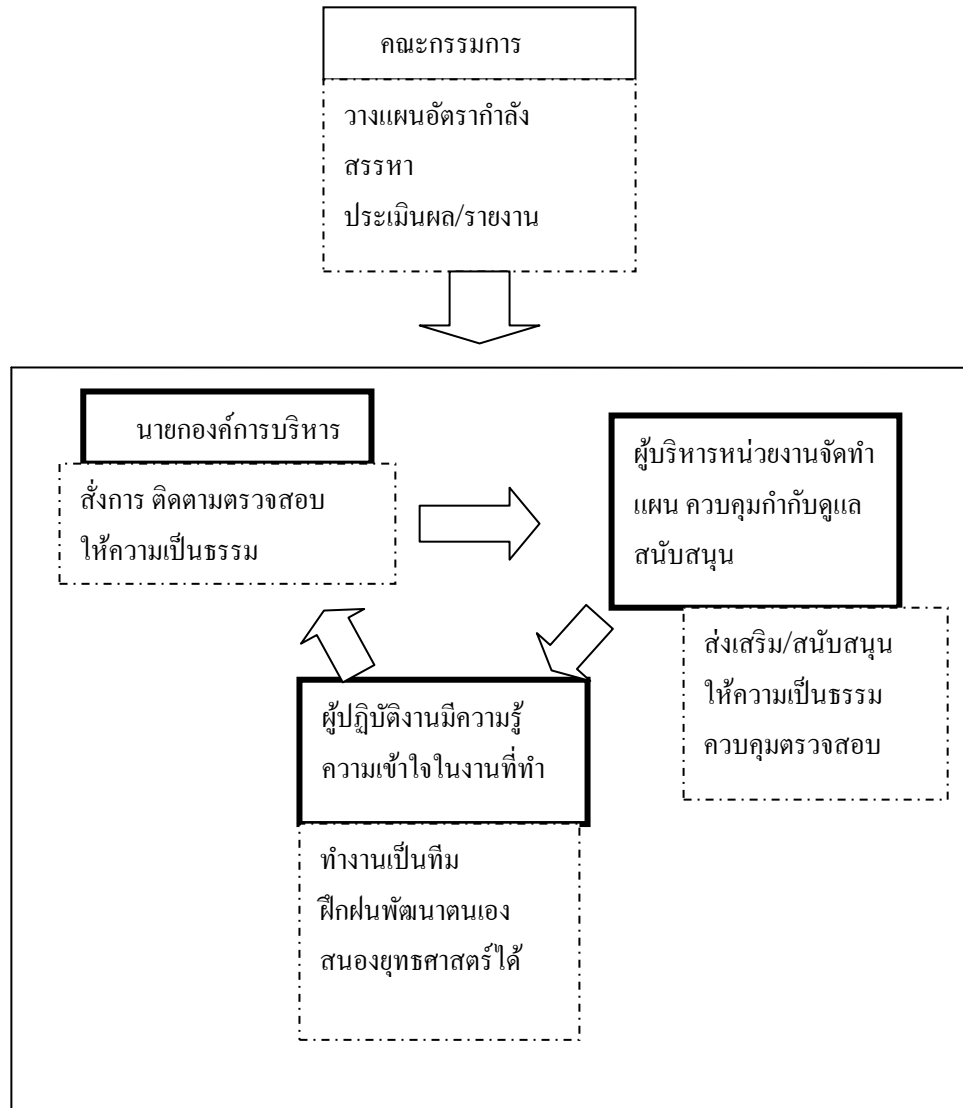 คณะกรรมการ
วางแผนอัตรากำลัง
สรรหา
ประเมินผล/รายงาน
นายกองค์การบริหาร
สั่งการ ติดตามตรวจสอบ
ให้ความเป็นธรรม
ผู้บริหารหน่วยงานจัดทำ
แผน ควบคุมกำกับดูแล
สนับสนุน
ส่งเสริม/สนับสนุน
ให้ความเป็นธรรม
ควบคุมตรวจสอบ
ผู้ปฏิบัติงานมีความรู้
ความเข้าใจในงานที่ทำ
ทำงานเป็นทีม
ฝึกฝนพัฒนาตนเอง
สนองยุทธศาสตร์ได้